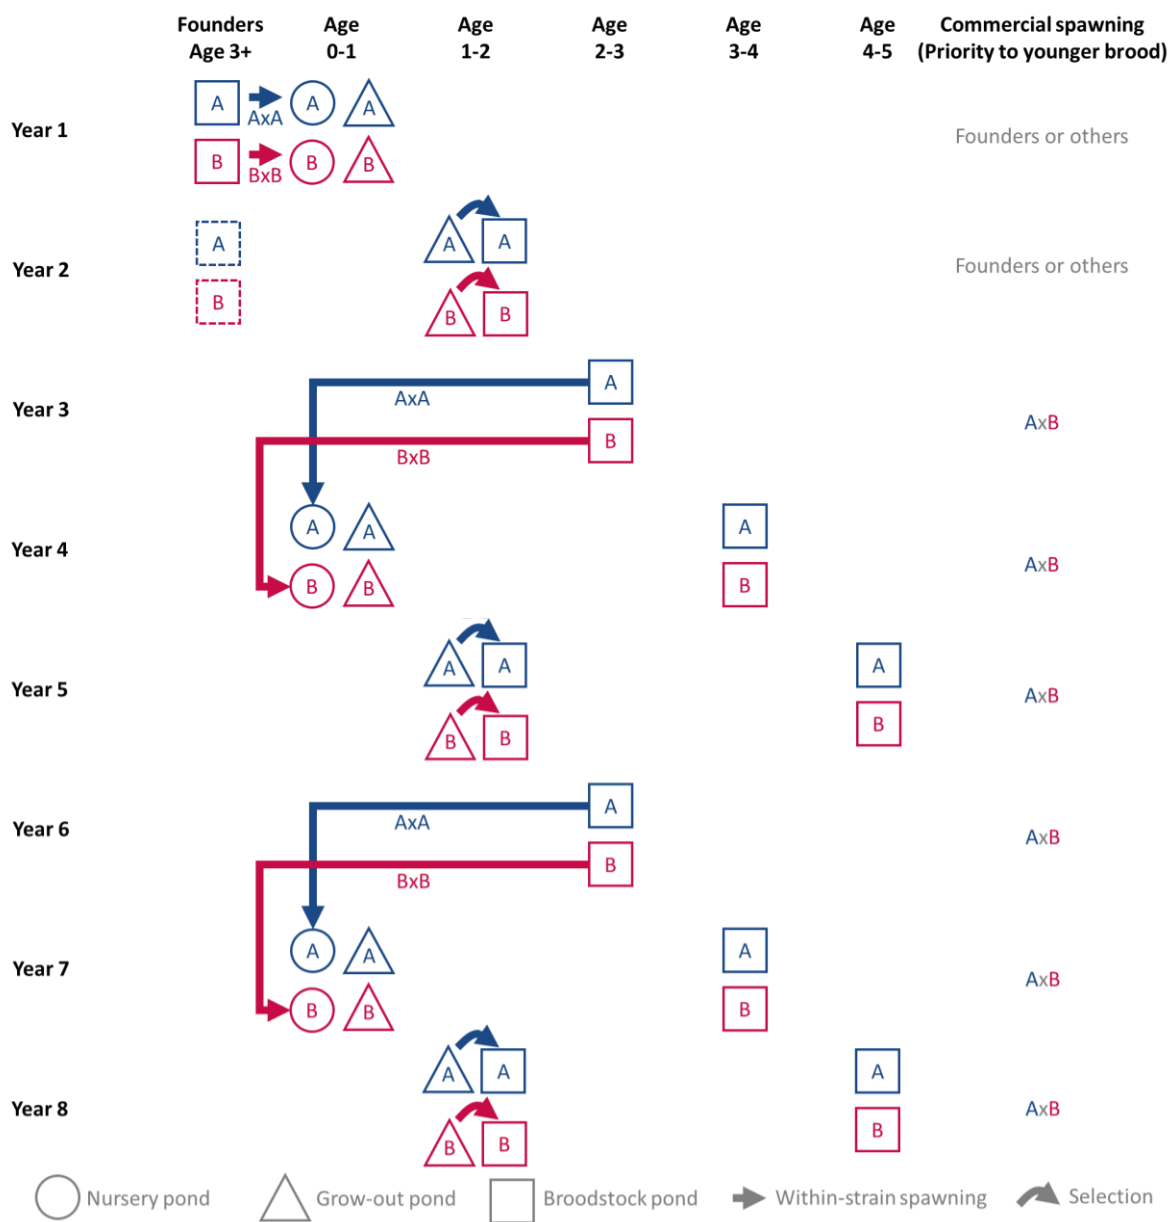 Founders Age Age Age Age Age Commercial spawning
Age 3+ 0-1 1-2 2-3 3-4 4-5 (Priority to younger brood)
A A A
AxA
Year 1 Founders or others
B B B
BxB
A A A
Year 2 Founders or others
B B B
A
AxA
Year 3 AxB
B
BxB
A A A
Year 4 AxB
B B B
A A A
Year 5 AxB
B B B
A
AxA
Year 6 AxB
B
BxB
A A A
Year 7 AxB
B B B
A A A
Year 8 AxB
B B B
Nursery pond Grow-out pond Broodstock pond Within-strain spawning Selection